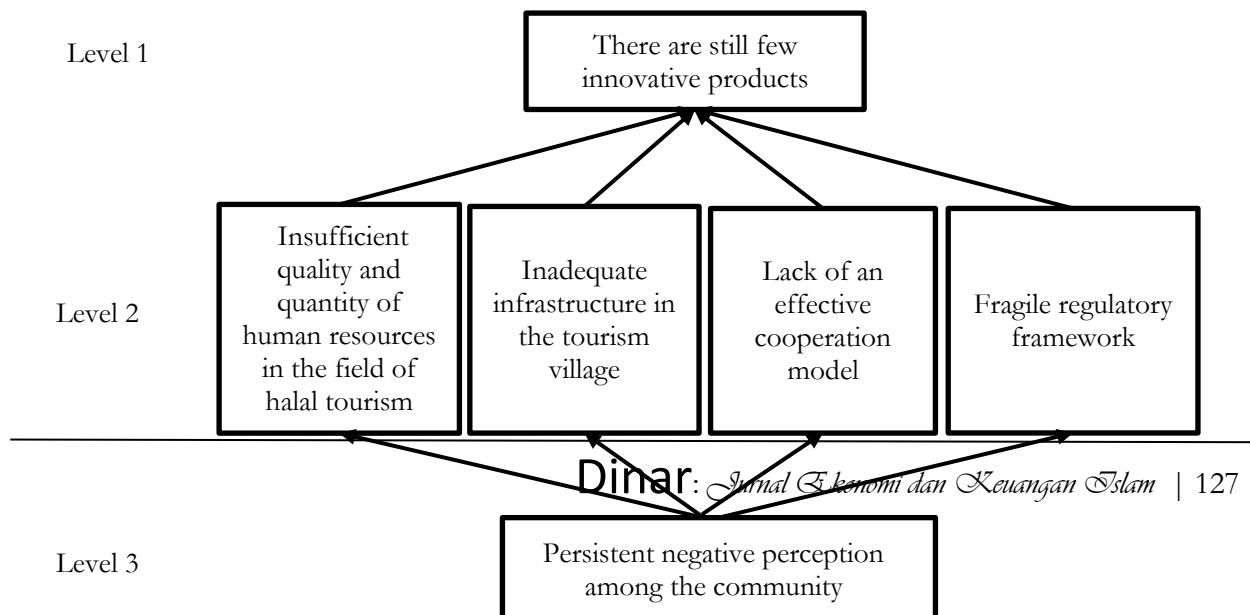 Level 1
There are still few
innovative products
Level 2
Insufficient
quality and
quantity of
human resources
in the field of
halal tourism
Inadequate
infrastructure in
the tourism
village
Lack of an
effective
cooperation
model
Fragile regulatory
framework
Dinar: Jurnal Ekonomi dan Keuangan Islam | 127
Level 3
Persistent negative perception
among the community